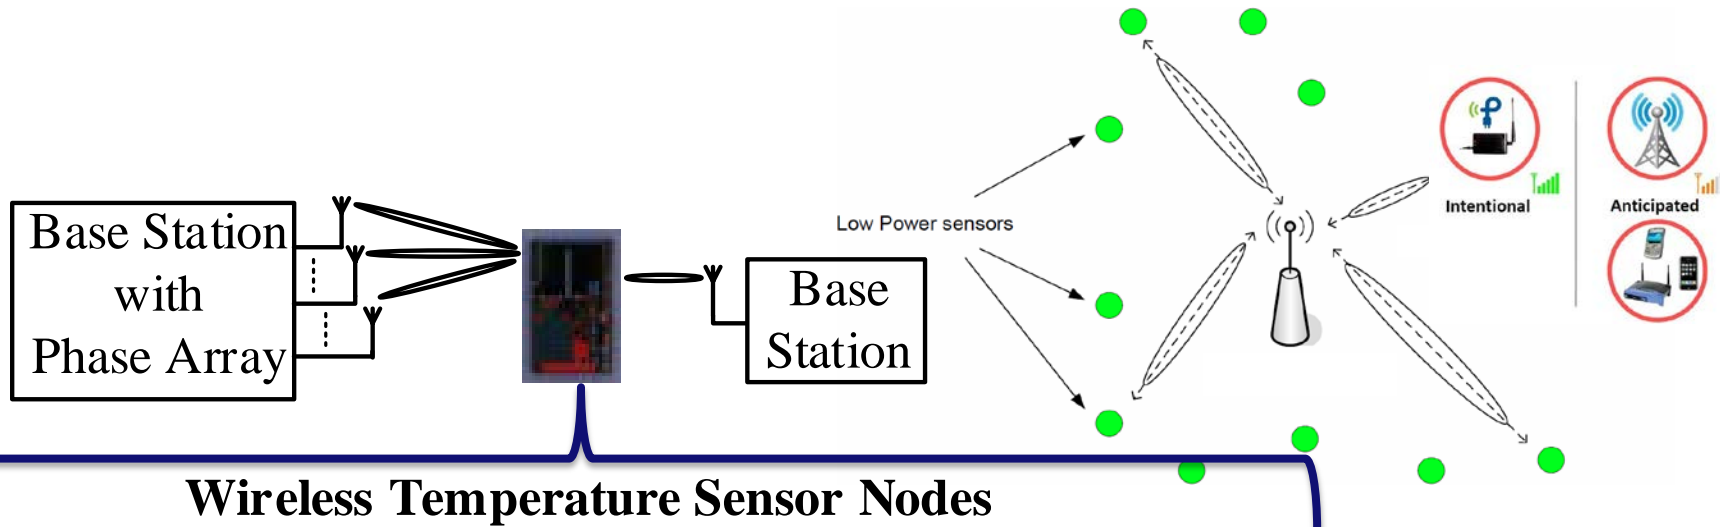 Base Station
with
Phase Array
Base
Station
Low Power sensors
Intentional
Anticipated
Wireless Temperature Sensor Nodes